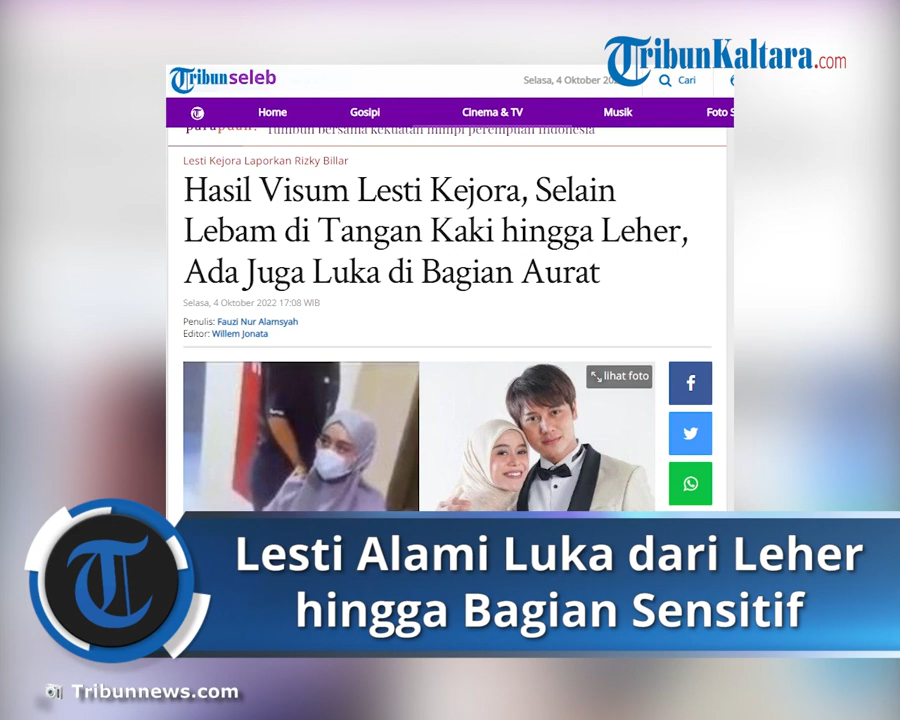 TribunKaltara.com
Tribunseleb
Selasa, 4 Oktober 20
Cari
Home Gosipi Cinema & TV Musik Foto S
parapuan. Tumbuh bersama kekuatan mimpi perempuan Indonesia
Lesti Kejora Laporkan Rizky Billar
Hasil Visum Lesti Kejora, Selain
Lebam di Tangan Kaki hingga Leher,
Ada Juga Luka di Bagian Aurat
Selasa, 4 Oktober 2022 17:08 WIB
Penulis: Fauzi Nur Alamsyah
Editor: Willem Jonata
lihat foto
Lesti Alami Luka dari Leher
hingga Bagian Sensitif
Tribunnews.com